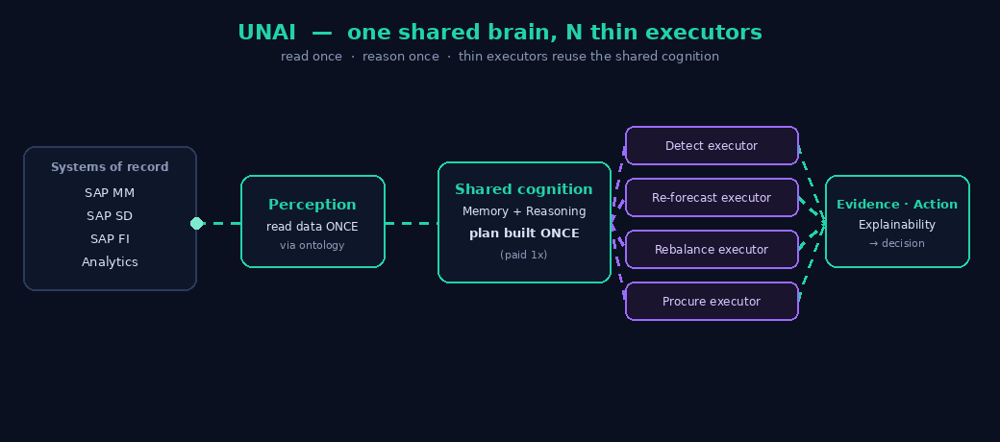 UNAI — one shared brain, N thin executors
read once · reason once · thin executors reuse the shared cognition
Systems of record
SAP MM
SAP SD
SAP FI
Analytics
Perception
read data ONCE
via ontology
Shared cognition
Memory + Reasoning
plan built ONCE
(paid 1x)
Detect executor
Re-forecast executor
Rebalance executor
Procure executor
Evidence · Action
Explainability
→ decision